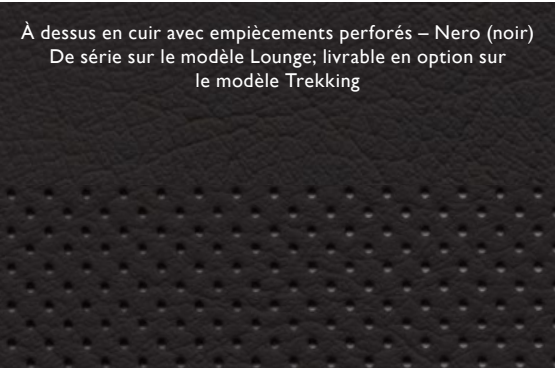 À dessus en cuir avec empiècements perforés – Nero (noir)
De série sur le modèle Lounge; livrable en option sur
le modèle Trekking